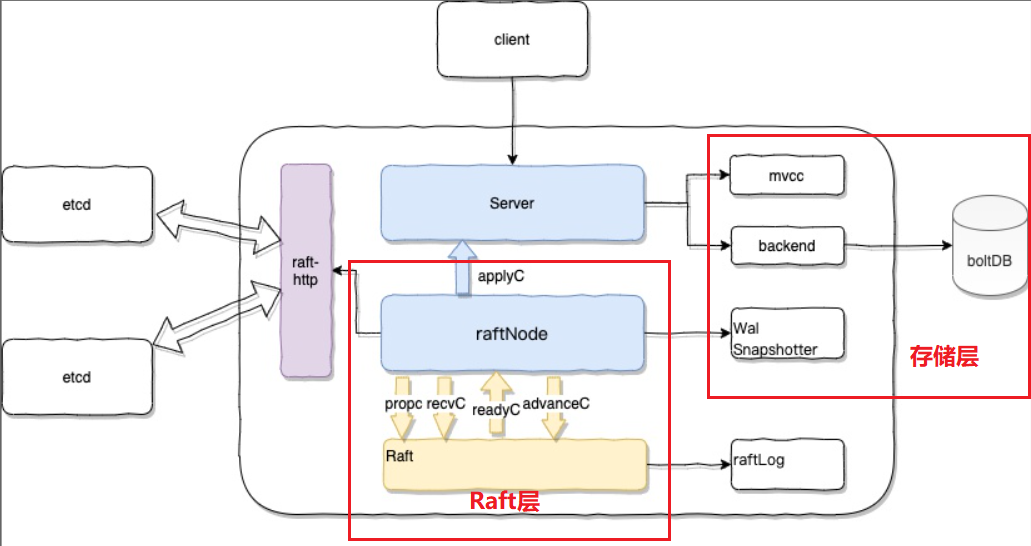 client
etcd
raft-
http
Server
mvcc
backend
boltDB
applyC
raftNode
Wal
Snapshotter
存储层
etcd
propc recvC readyC advanceC
Raft
raftLog
Raft层